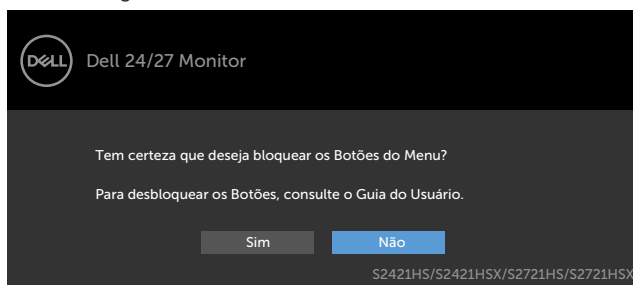 DELL
Dell 24/27 Monitor
Tem certeza que deseja bloquear os Botões do Menu?
Para desbloquear os Botões, consulte o Guia do Usuário.
Sim Não
S2421HS/S2421HSX/S2721HS/S2721HSX